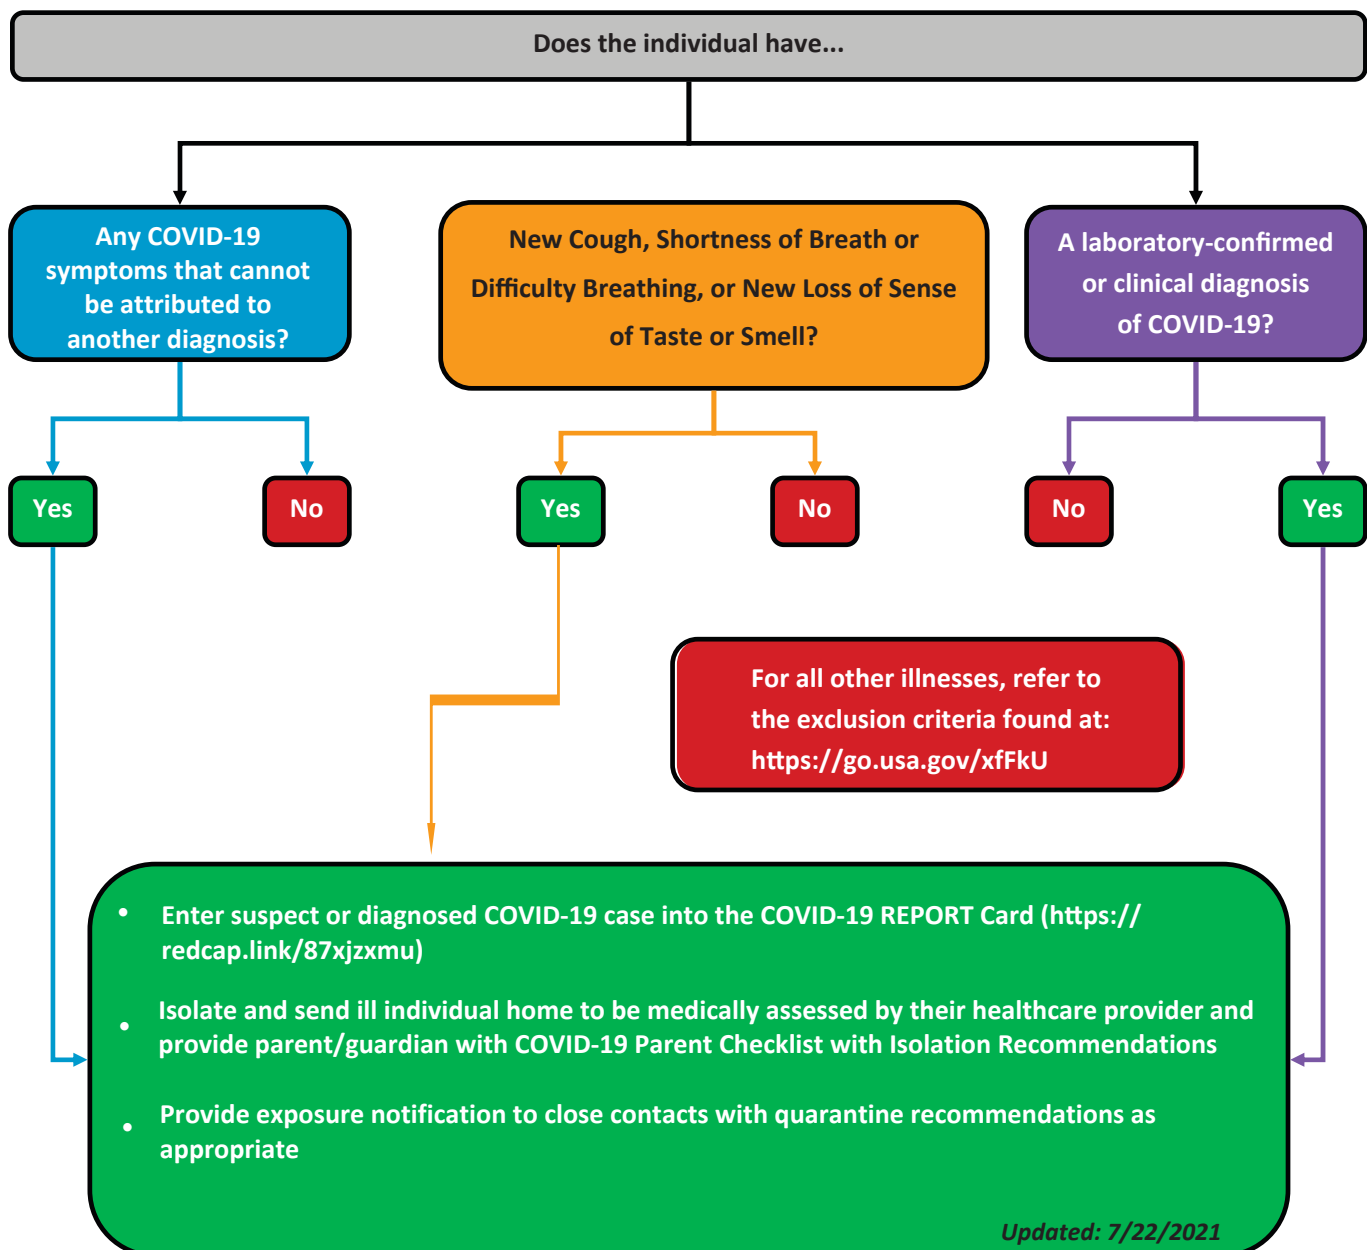 Does the individual have...
Any COVID-19
symptoms that cannot
be attributed to
another diagnosis?
New Cough, Shortness of Breath or
Difficulty Breathing, or New Loss of Sense
of Taste or Smell?
A laboratory-confirmed
or clinical diagnosis
of COVID-19?
Yes
No
Yes
No
No
Yes
For all other illnesses, refer to
the exclusion criteria found at:
https://go.usa.gov/xfFkU
• Enter suspect or diagnosed COVID-19 case into the COVID-19 REPORT Card (https://
redcap.link/87xjzxmu)
• Isolate and send ill individual home to be medically assessed by their healthcare provider and
provide parent/guardian with COVID-19 Parent Checklist with Isolation Recommendations
• Provide exposure notification to close contacts with quarantine recommendations as
appropriate
Updated: 7/22/2021